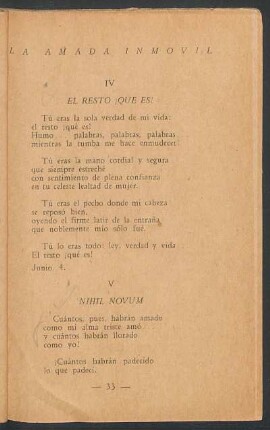 LA AMADA INMOVIL
IV
EL RESTO ¡QUE ES!
Tú eras la sola verdad de mi vida:
el resto ¡qué es!
Humo... palabras, palabras, palabras
mientras la tumba me hace enmudecer.
Tú eras la mano cordial y segura
que siempre estreché
con sentimiento de plena confianza
en tu celeste lealtad de mujer.
Tú eras el pecho donde mi cabeza
se reposó bien,
oyendo el firme latir de la entraña
que noblemente mío sólo fué.
Tú lo eras todo: ley, verdad y vida...
El resto ¡qué es!
Junio, 4.
V
NIHIL NOVUM
¡Cuántos, pues, habrán amado
como mi alma triste amó...
y cuántos habrán llorado
como yo!
¡Cuántos habrán padecido
lo que padecí,
— 33 —